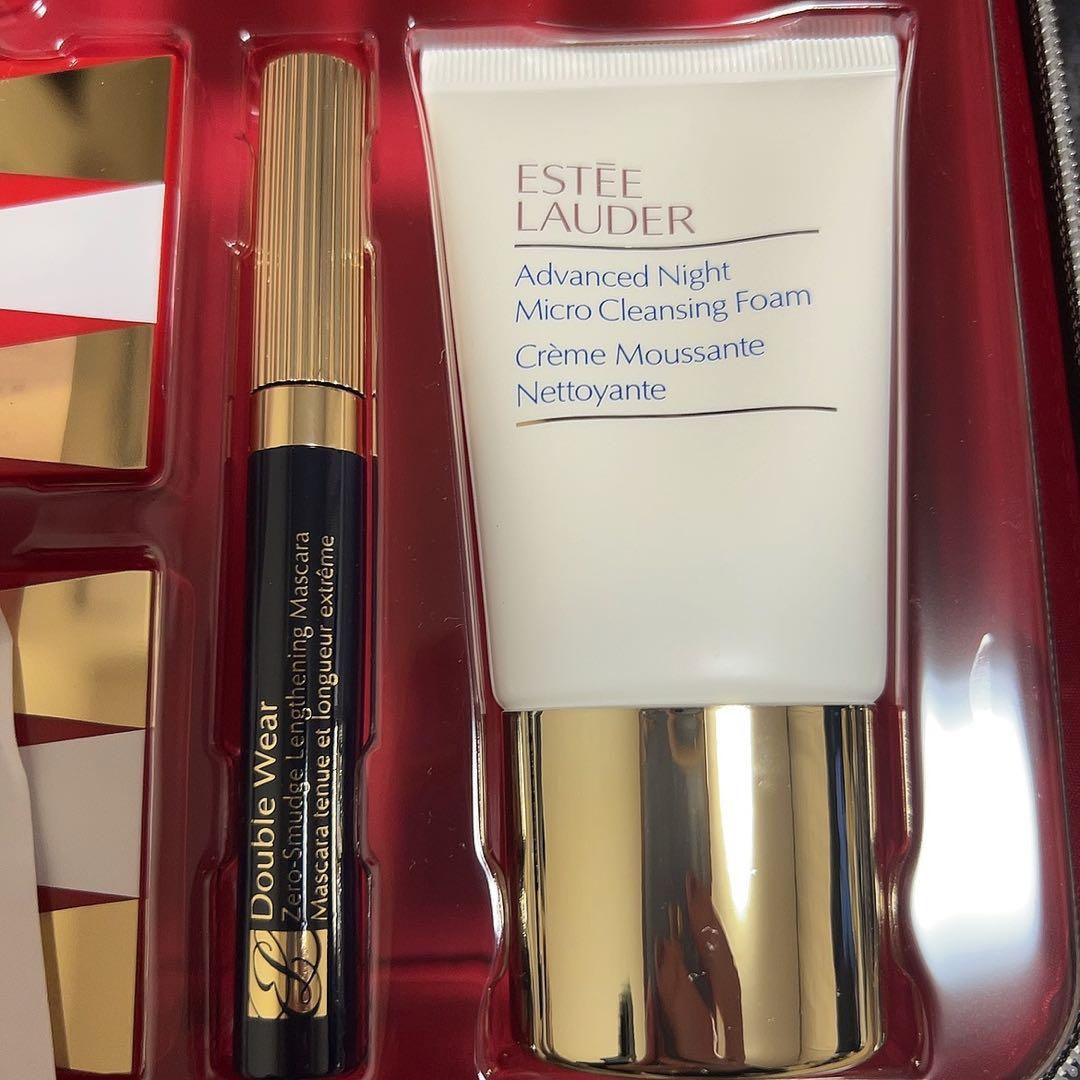 ESTĒE
LAUDER
Advanced Night
Micro Cleansing Foam
Crème Moussante
Nettoyante
Double Wear
Zero-Smudge Lengthening Mascara
Mascara tenue et longueur extrême
EL